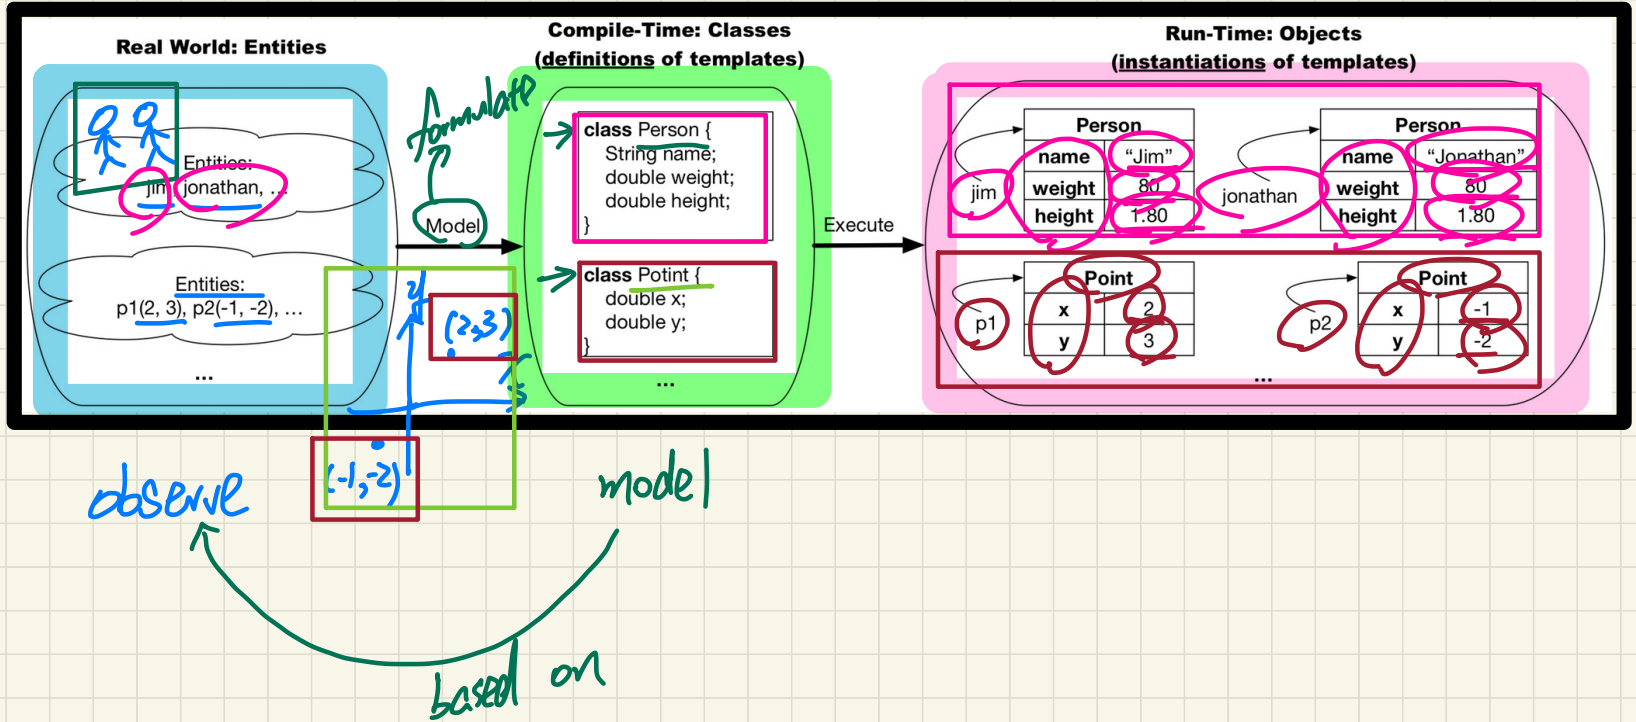 Real World: Entities
Entities:
jim, jonathan, ...
Entities:
p1(2, 3), p2(-1, -2), ...
...
formulate
Model
y
(2,3)
(-1,-2)
Compile-Time: Classes
(definitions of templates)
class Person {
String name;
double weight;
double height;
}
class Potint {
double x;
double y;
}
...
Execute
Run-Time: Objects
(instantiations of templates)
jim
Person
name "Jim"
weight 80
height 1.80
jonathan
Person
name “Jonathan”
weight 80
height 1.80
p1
Point
x 2
y 3
p2
Point
x -1
y -2
...
observe
model
based on